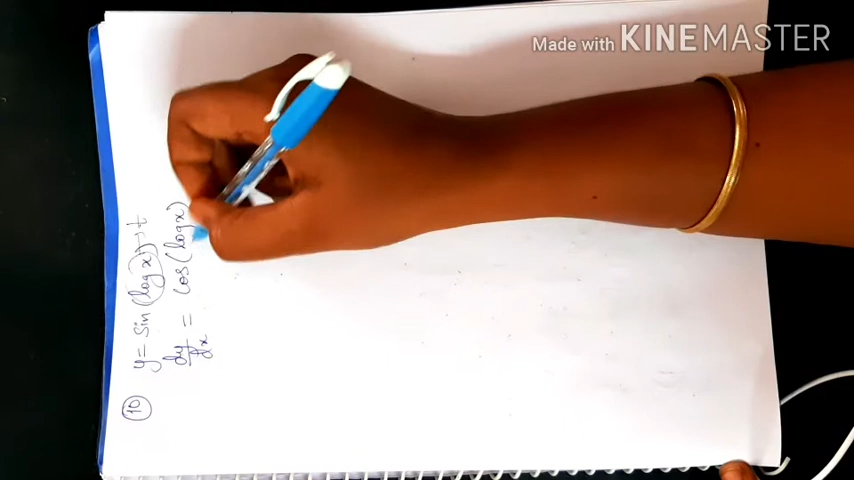 Made with KINEMASTER
(10) y = sin(log x) → t
dy/dx = cos(log x)